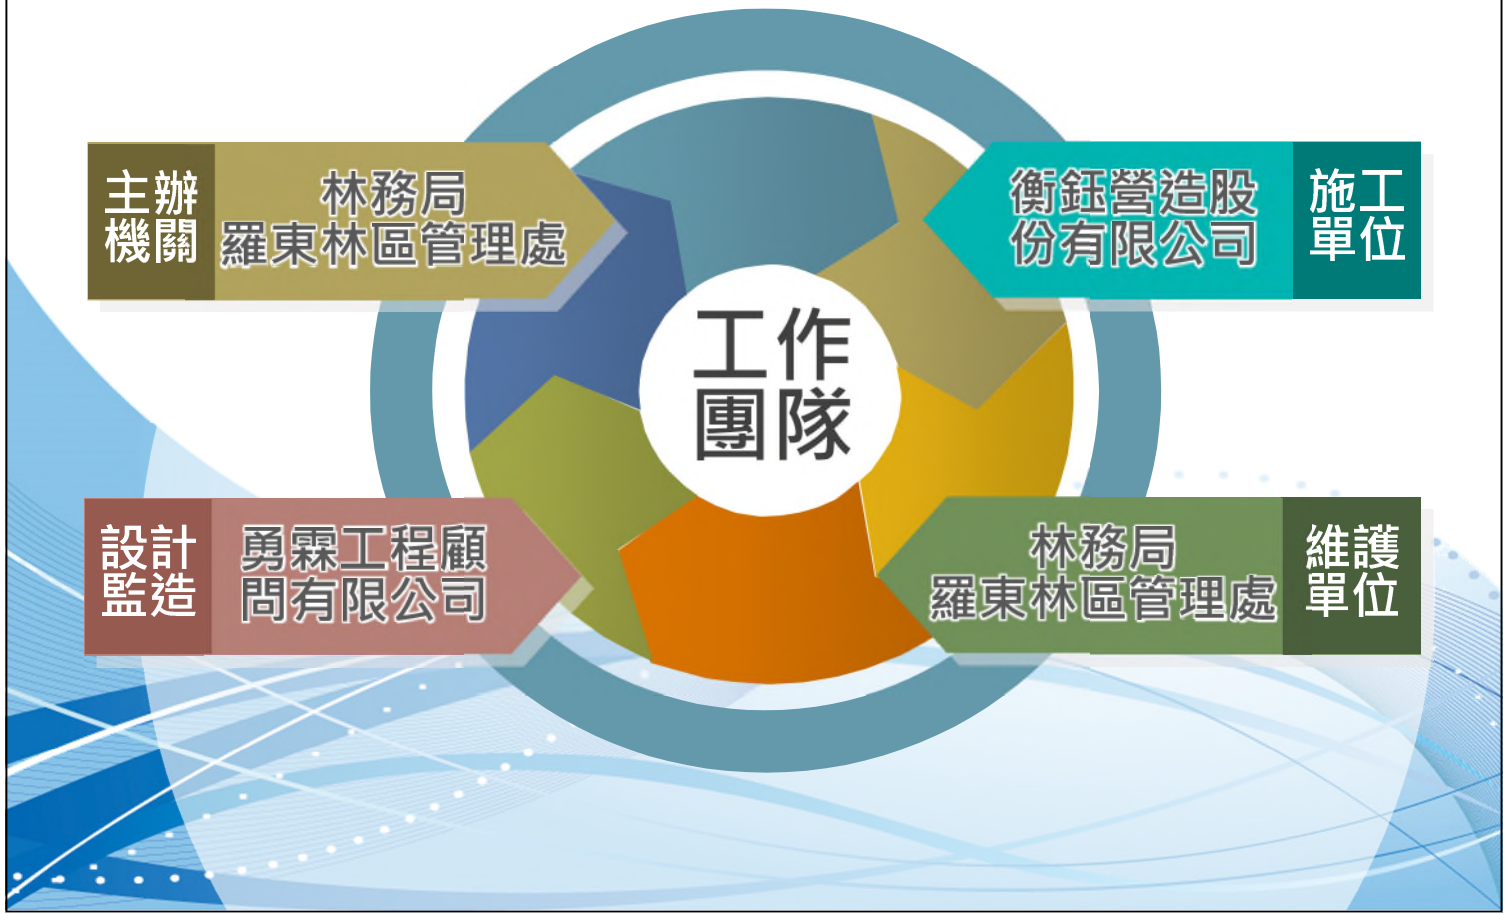 主辦
機關
林務局
羅東林區管理處
衡鈺營造股
份有限公司
施工
單位
工作
團隊
設計
監造
勇霖工程顧
問有限公司
林務局
羅東林區管理處
維護
單位